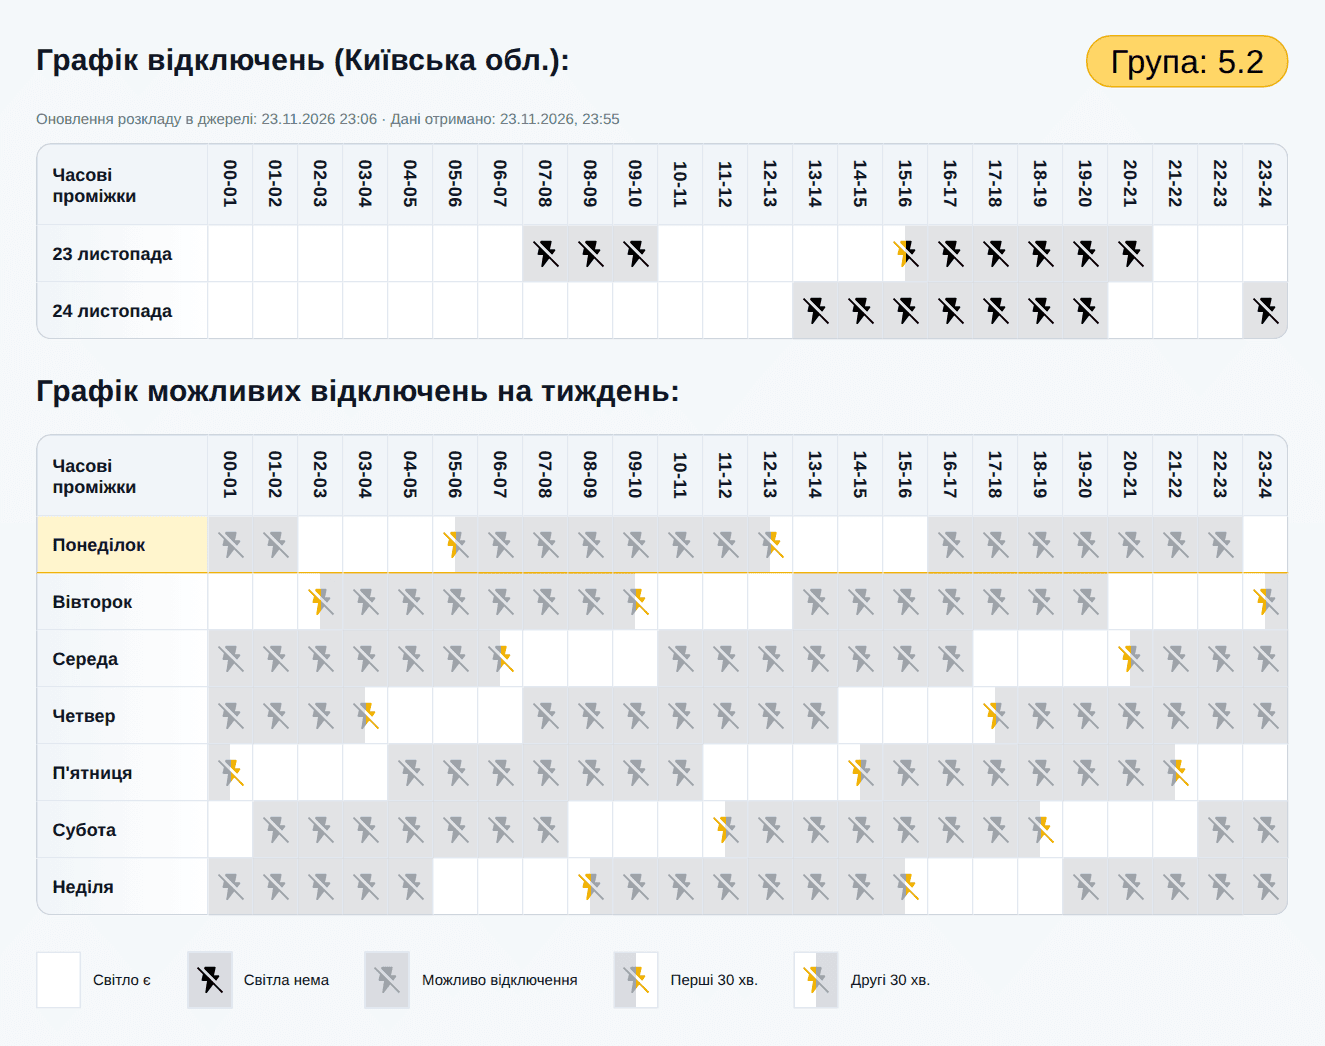 Графік відключень (Київська обл.):
Група: 5.2
Оновлення розкладу в джерелі: 23.11.2026 23:06 · Дані отримано: 23.11.2026, 23:55
Часові проміжки 00-01 01-02 02-03 03-04 04-05 05-06 06-07 07-08 08-09 09-10 10-11 11-12 12-13 13-14 14-15 15-16 16-17 17-18 18-19 19-20 20-21 21-22 22-23 23-24
23 листопада
24 листопада
Графік можливих відключень на тиждень:
Часові проміжки 00-01 01-02 02-03 03-04 04-05 05-06 06-07 07-08 08-09 09-10 10-11 11-12 12-13 13-14 14-15 15-16 16-17 17-18 18-19 19-20 20-21 21-22 22-23 23-24
Понеділок
Вівторок
Середа
Четвер
П'ятниця
Субота
Неділя
Світло є Світла нема Можливо відключення Перші 30 хв. Другі 30 хв.